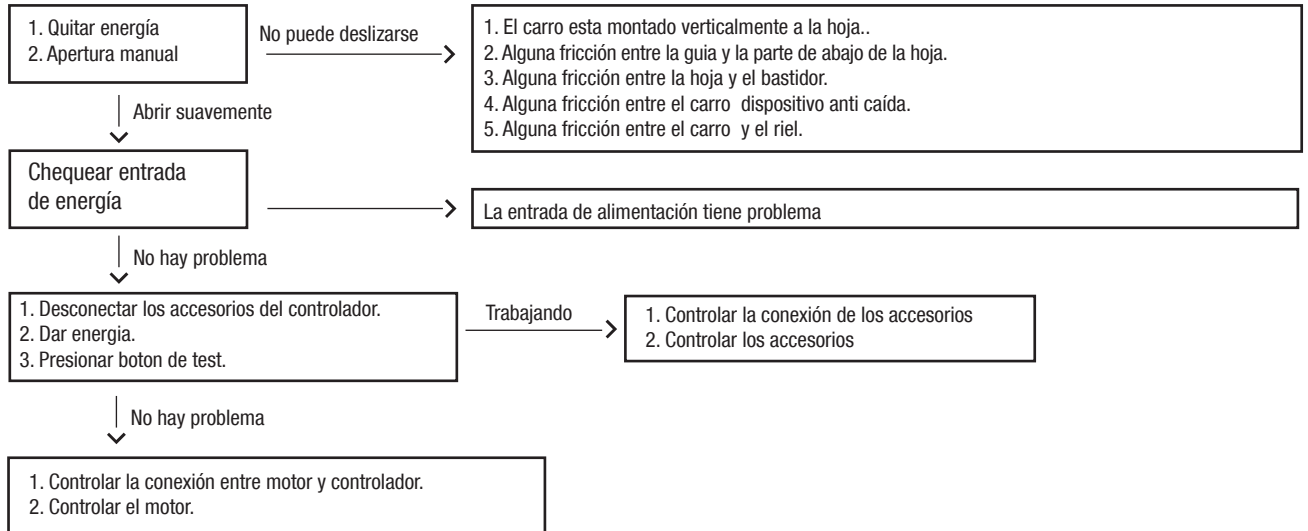 1. Quitar energía
2. Apertura manual
No puede deslizarse
1. El carro esta montado verticalmente a la hoja..
2. Alguna fricción entre la guia y la parte de abajo de la hoja.
3. Alguna fricción entre la hoja y el bastidor.
4. Alguna fricción entre el carro dispositivo anti caída.
5. Alguna fricción entre el carro y el riel.
Abrir suavemente
Chequear entrada
de energía
La entrada de alimentación tiene problema
No hay problema
1. Desconectar los accesorios del controlador.
2. Dar energia.
3. Presionar boton de test.
Trabajando
1. Controlar la conexión de los accesorios
2. Controlar los accesorios
No hay problema
1. Controlar la conexión entre motor y controlador.
2. Controlar el motor.